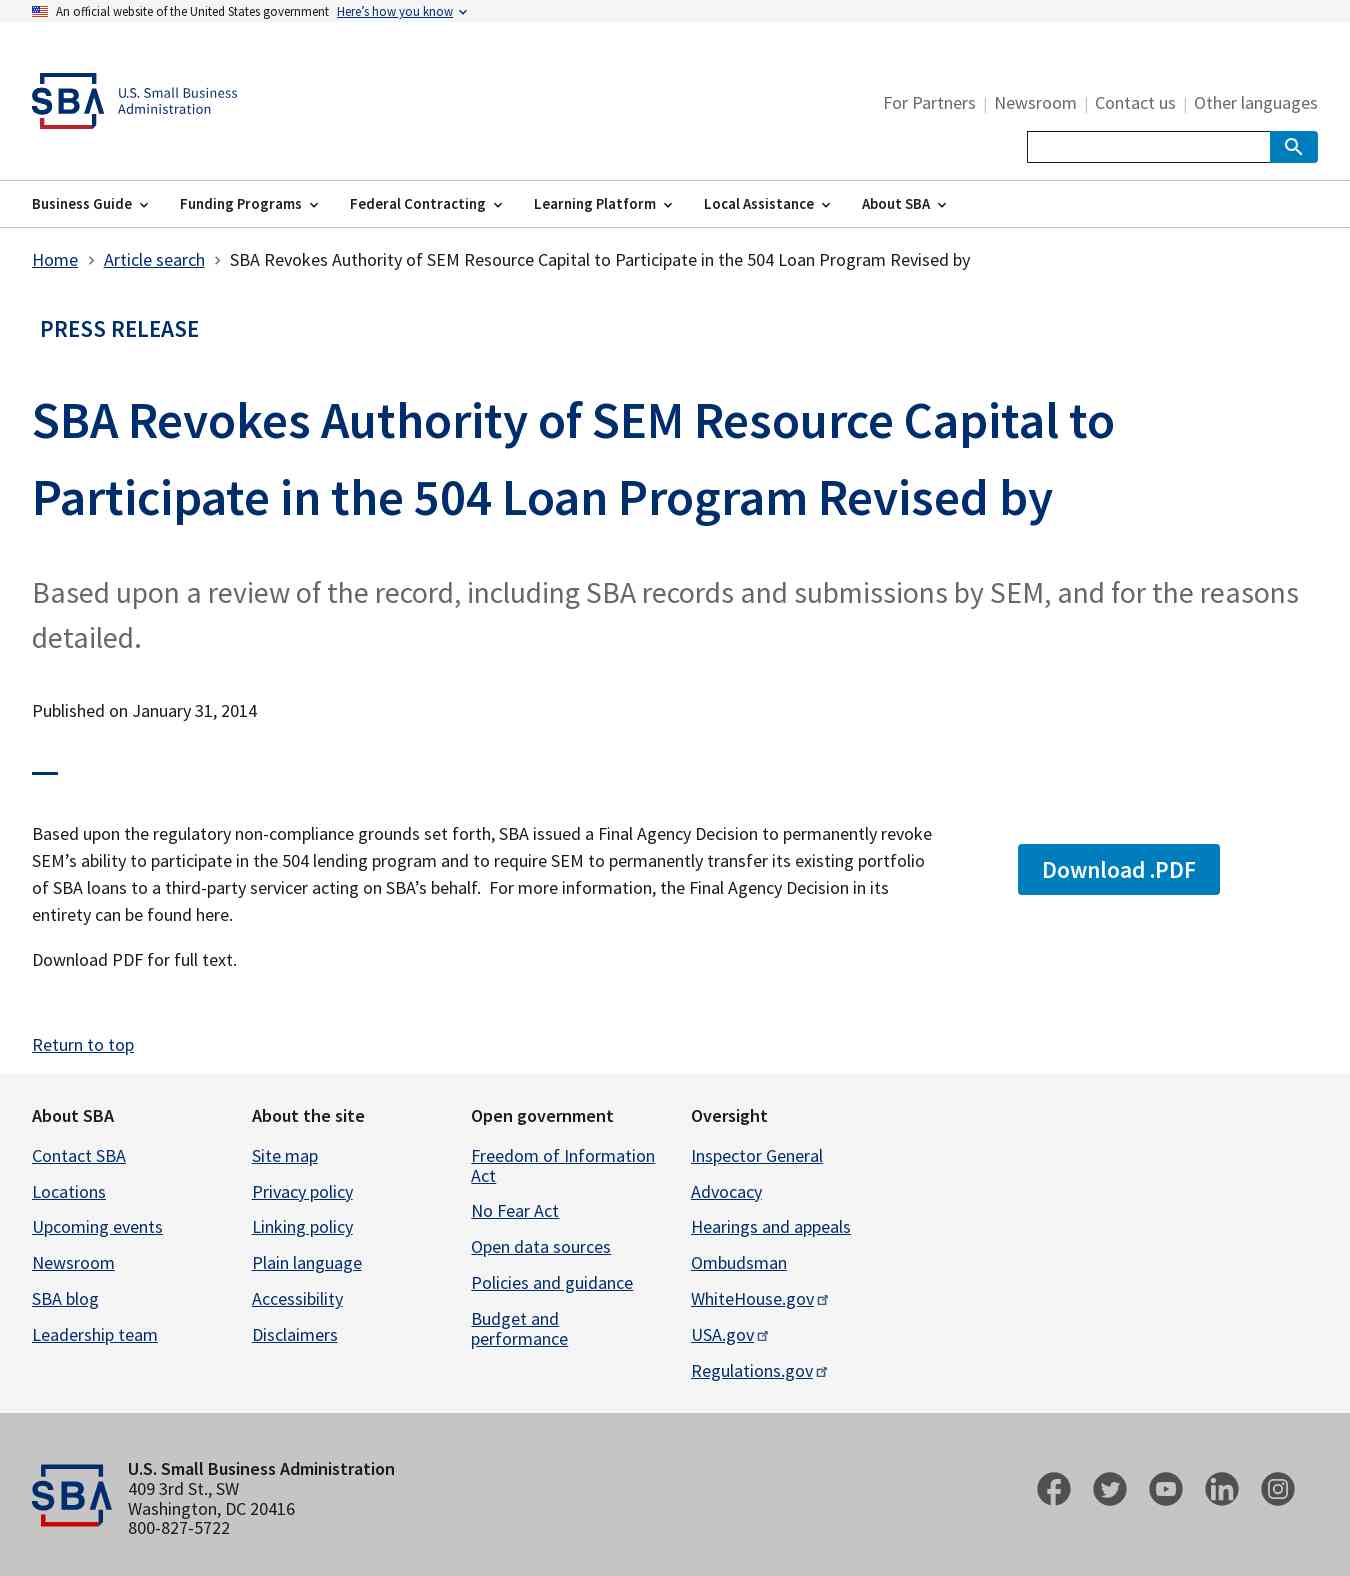 An official website of the United States government Here's how you know
SBA U.S. Small Business
Administration
For Partners | Newsroom | Contact us | Other languages
Business Guide Funding Programs Federal Contracting Learning Platform Local Assistance About SBA
Home Article search SBA Revokes Authority of SEM Resource Capital to Participate in the 504 Loan Program Revised by
PRESS RELEASE
SBA Revokes Authority of SEM Resource Capital to
Participate in the 504 Loan Program Revised by
Based upon a review of the record, including SBA records and submissions by SEM, and for the reasons
detailed.
Published on January 31, 2014
Based upon the regulatory non-compliance grounds set forth, SBA issued a Final Agency Decision to permanently revoke
SEM’s ability to participate in the 504 lending program and to require SEM to permanently transfer its existing portfolio
of SBA loans to a third-party servicer acting on SBA’s behalf.  For more information, the Final Agency Decision in its
entirety can be found here.
Download PDF for full text.
Download .PDF
Return to top
About SBA
Contact SBA
Locations
Upcoming events
Newsroom
SBA blog
Leadership team
About the site
Site map
Privacy policy
Linking policy
Plain language
Accessibility
Disclaimers
Open government
Freedom of Information
Act
No Fear Act
Open data sources
Policies and guidance
Budget and
performance
Oversight
Inspector General
Advocacy
Hearings and appeals
Ombudsman
WhiteHouse.gov
USA.gov
Regulations.gov
SBA
U.S. Small Business Administration
409 3rd St., SW
Washington, DC 20416
800-827-5722